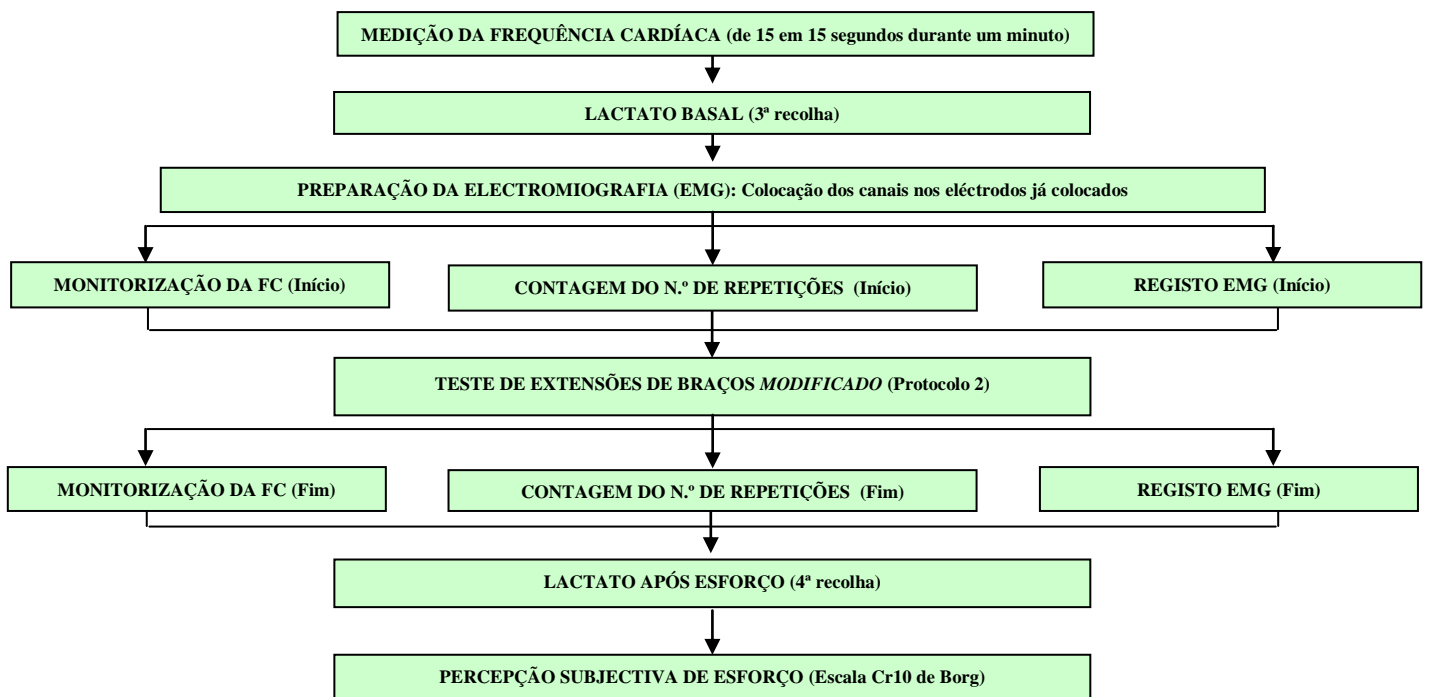 MEDIÇÃO DA FREQUÊNCIA CARDÍACA (de 15 em 15 segundos durante um minuto)
LACTATO BASAL (3ª recolha)
PREPARAÇÃO DA ELECTROMIOGRAFIA (EMG): Colocação dos canais nos eléctrodos já colocados
MONITORIZAÇÃO DA FC (Início)
CONTAGEM DO N.º DE REPETIÇÕES (Início)
REGISTO EMG (Início)
TESTE DE EXTENSÕES DE BRAÇOS MODIFICADO (Protocolo 2)
MONITORIZAÇÃO DA FC (Fim)
CONTAGEM DO N.º DE REPETIÇÕES (Fim)
REGISTO EMG (Fim)
LACTATO APÓS ESFORÇO (4ª recolha)
PERCEPÇÃO SUBJECTIVA DE ESFORÇO (Escala Cr10 de Borg)